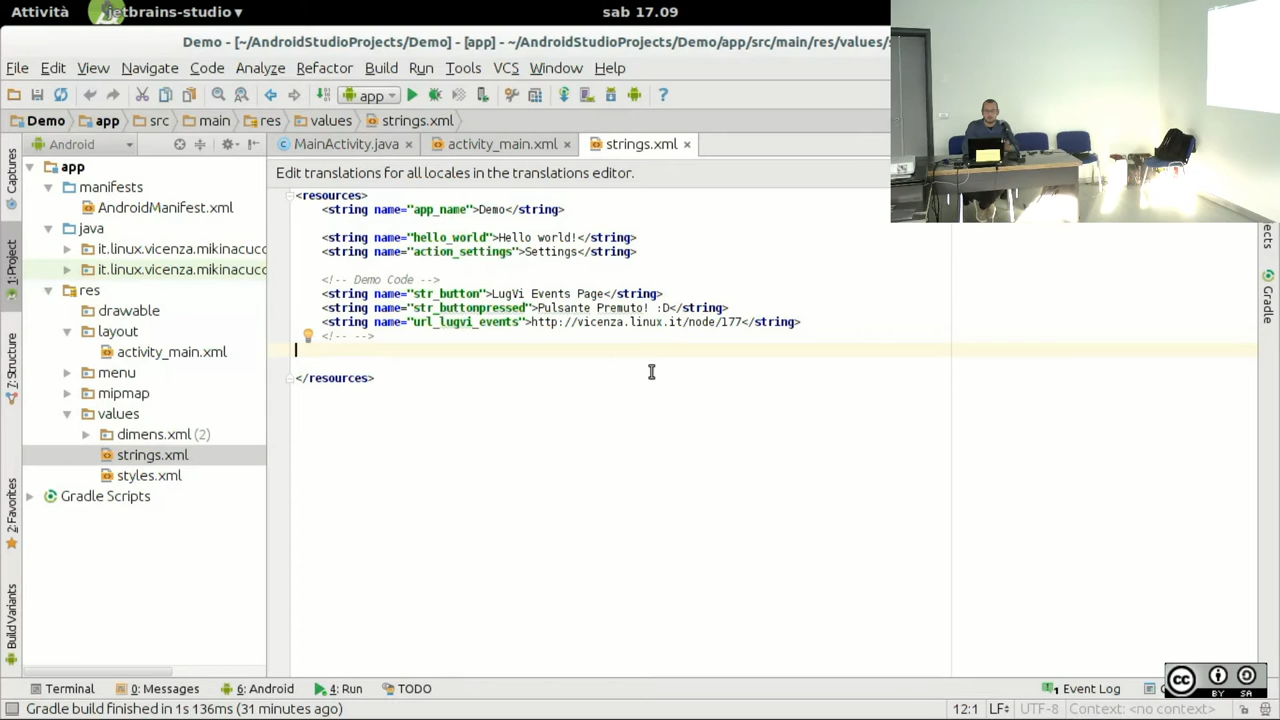 Attività jetbrains-studio ▾ sab 17.09
Demo - [~/AndroidStudioProjects/Demo] - [app] - ~/AndroidStudioProjects/Demo/app/src/main/res/values/
File Edit View Navigate Code Analyze Refactor Build Run Tools VCS Window Help
app
Demo app src main res values strings.xml
Android
MainActivity.java × activity_main.xml × strings.xml ×
Edit translations for all locales in the translations editor.
Captures
1: Project
7: Structure
2: Favorites
Build Variants
app
manifests
AndroidManifest.xml
java
it.linux.vicenza.mikinacucc
it.linux.vicenza.mikinacucc
res
drawable
layout
activity_main.xml
menu
mipmap
values
dimens.xml (2)
strings.xml
styles.xml
Gradle Scripts
<resources>
<string name="app_name">Demo</string>
<string name="hello_world">Hello world!</string>
<string name="action_settings">Settings</string>
<!-- Demo Code -->
<string name="str_button">LugVi Events Page</string>
<string name="str_buttonpressed">Pulsante Premuto! :D</string>
<string name="url_lugvi_events">http://vicenza.linux.it/node/177</string>
<!-- -->
</resources>
Gradle
Terminal 0: Messages 6: Android 4: Run TODO 1 Event Log
cc BY SA
Gradle build finished in 1s 136ms (31 minutes ago) 12:1 LF÷ UTF-8 Context: <no context>